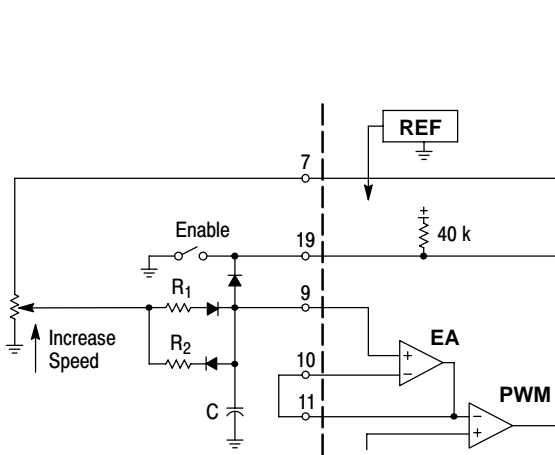 REF
7
Enable
19
+
40 k
R1
9
Increase
Speed
EA
+
−
R2
10
11
C
PWM
−
+